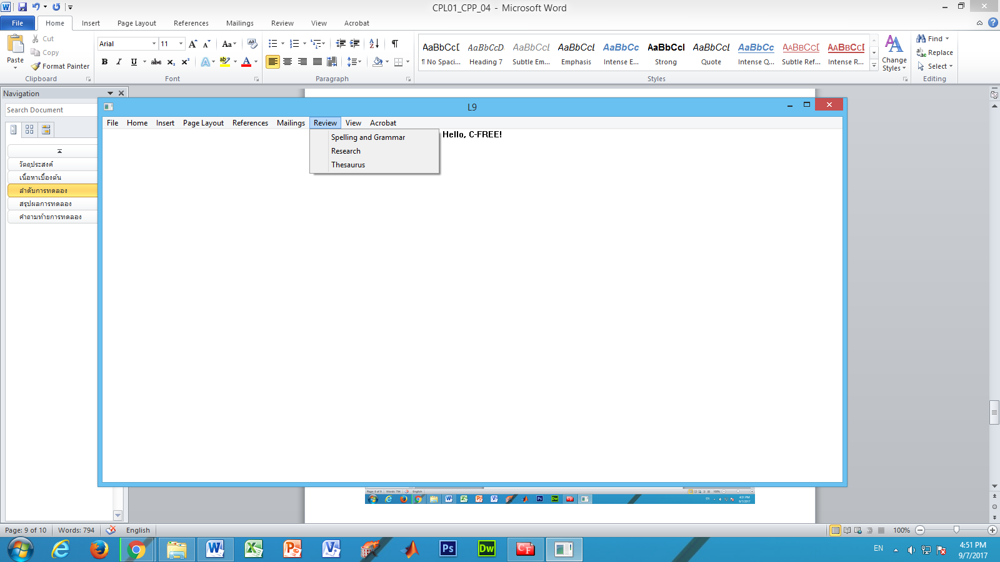 CPL01_CPP_04 - Microsoft Word
File Home Insert Page Layout References Mailings Review View Acrobat
Paste
Cut
Copy
Format Painter
Clipboard
Arial 11
Font
Paragraph
AaBbCcD AaBbCcD AaBbCcI AaBbCcI AaBbCc AaBbCcI AaBbCcI AaBbCc AABBCCD AABBCCD
¶ No Spaci... Heading 7 Subtle Em... Emphasis Intense E... Strong Quote Intense Q... Subtle Ref... Intense R...
Styles
Change Styles
Find
Replace
Select
Editing
Navigation
Search Document
วัตถุประสงค์
เนื้อหาเบื้องต้น
ลำดับการทดลอง
สรุปผลการทดลอง
คำถามท้ายการทดลอง
L9
File Home Insert Page Layout References Mailings Review View Acrobat
Hello, C-FREE!
Spelling and Grammar
Research
Thesaurus
Page: 9 of 10 Words: 794 English
100%
EN
4:51 PM
9/7/2017